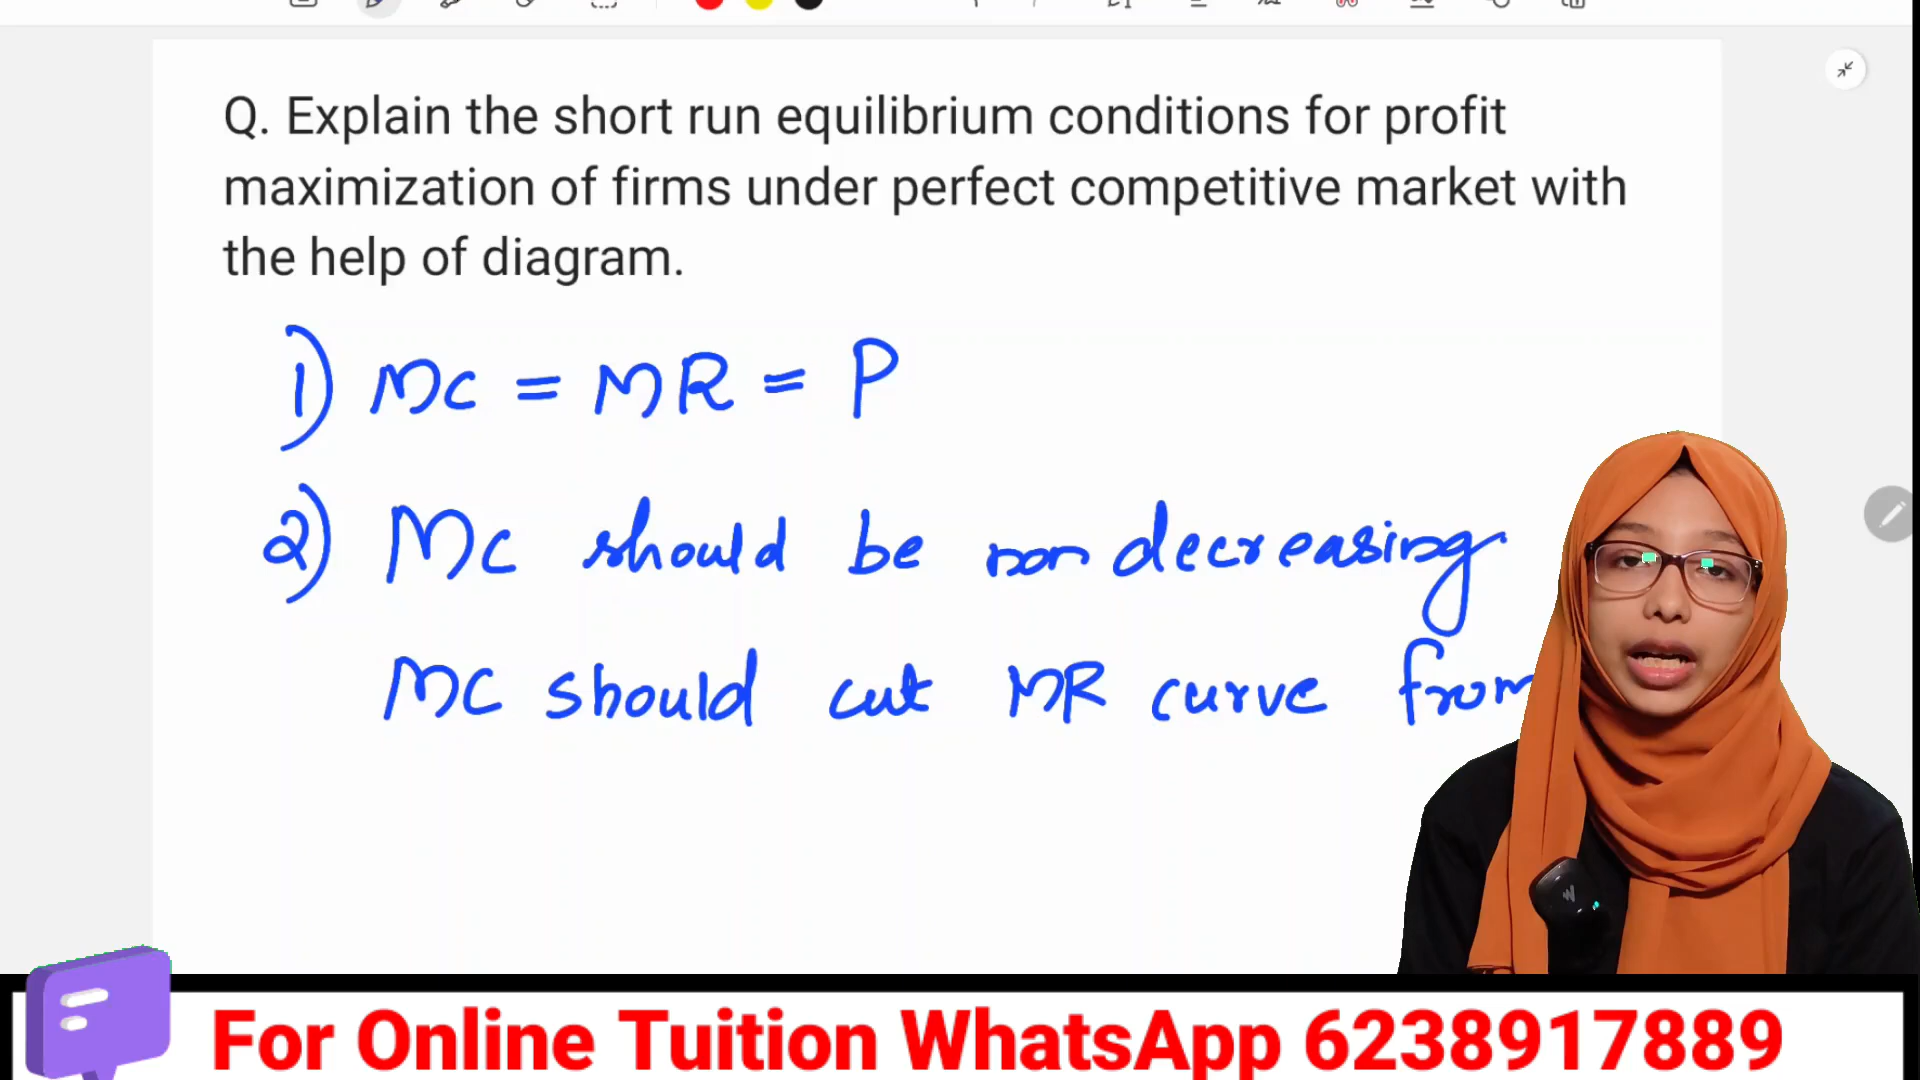 Q. Explain the short run equilibrium conditions for profit
maximization of firms under perfect competitive market with
the help of diagram.
1) MC = MR = P
2) MC should be non decreasing
MC should cut MR curve from
For Online Tuition WhatsApp 6238917889